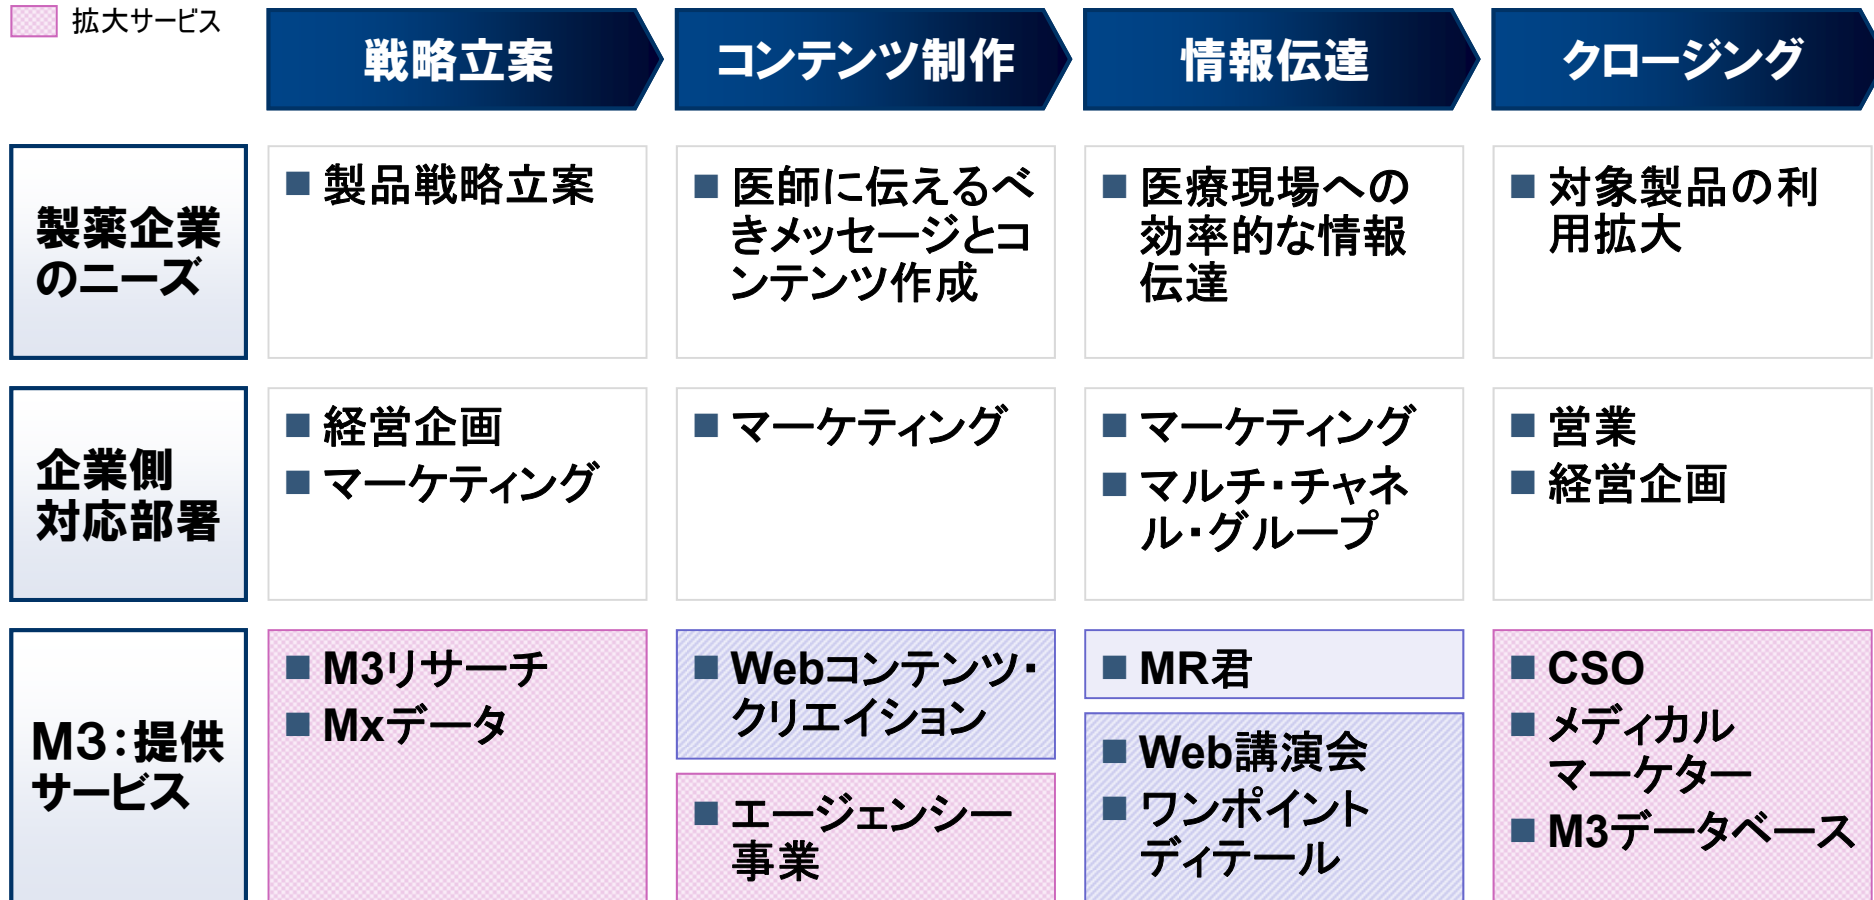 拡大サービス
戦略立案
コンテンツ制作
情報伝達
クロージング
製薬企業
のニーズ
■ 製品戦略立案
■ 医師に伝えるべ
きメッセージとコ
ンテンツ作成
■ 医療現場への
効率的な情報
伝達
■ 対象製品の利
用拡大
企業側
対応部署
■ 経営企画
■ マーケティング
■ マーケティング
■ マーケティング
■ マルチ・チャネ
ル・グループ
■ 営業
■ 経営企画
M3：提供
サービス
■ M3リサーチ
■ Mxデータ
■ Webコンテンツ・
クリエイション
■ エージェンシー
事業
■ MR君
■ Web講演会
■ ワンポイント
ディテール
■ CSO
■ メディカル
マーケター
■ M3データベース